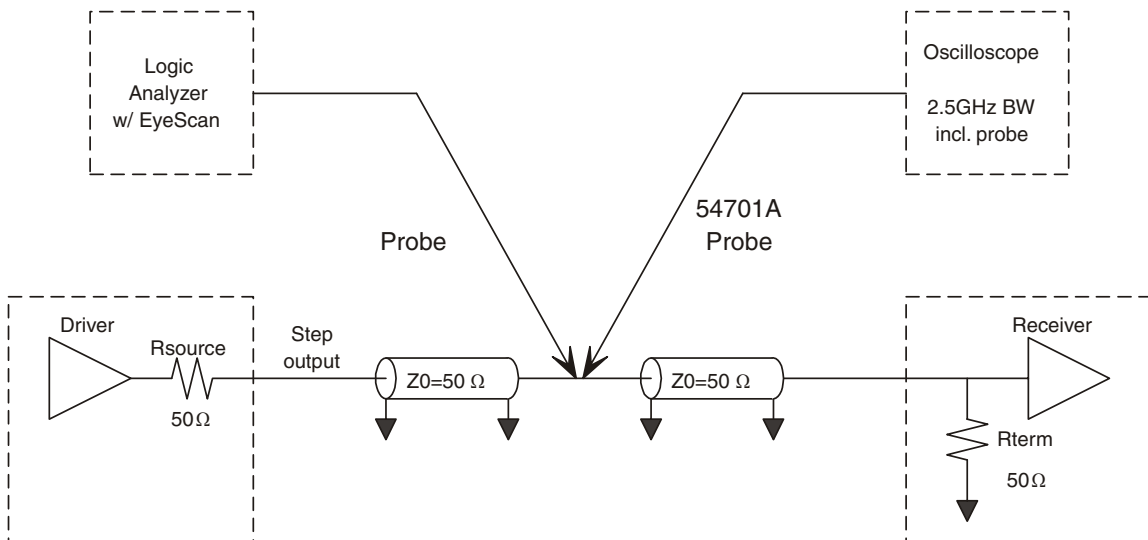 Logic
Analyzer
w/ EyeScan
Oscilloscope
2.5GHz BW
incl. probe
Probe
54701A
Probe
Driver
Rsource
50Ω
Step
output
Z0=50 Ω
Z0=50 Ω
Receiver
Rterm
50Ω